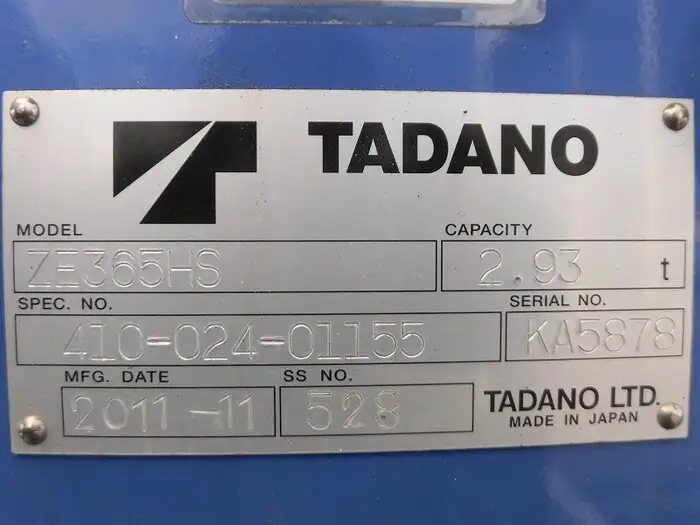 TADANO
MODEL CAPACITY
ZE365HS 2.93 t
SPEC. NO. SERIAL NO.
410-024-01155 KA5878
MFG. DATE SS NO.
2011-11 528
TADANO LTD.
MADE IN JAPAN